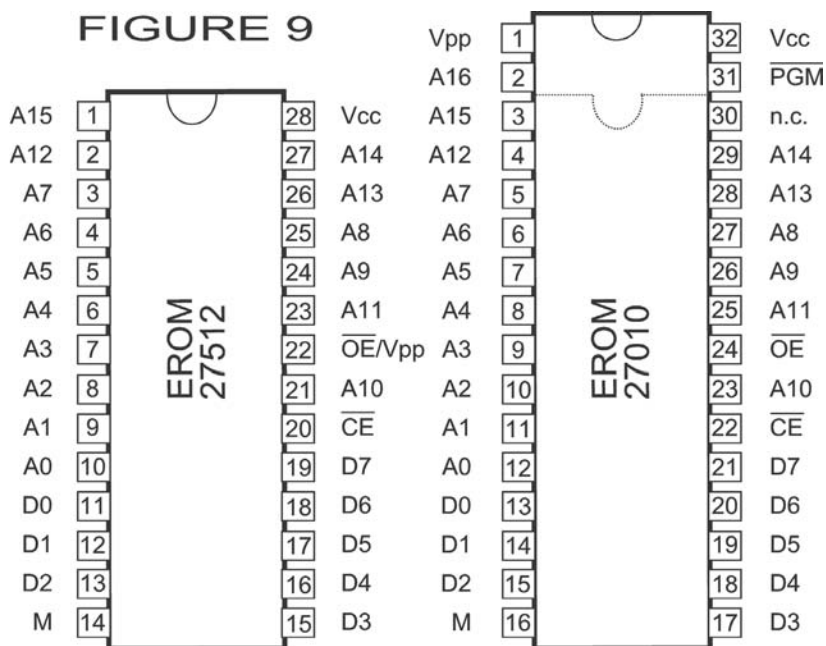 FIGURE 9
A15 1 28 Vcc
A12 2 27 A14
A7 3 26 A13
A6 4 25 A8
A5 5 24 A9
A4 6 23 A11
A3 7 22 OE/Vpp
A2 8 21 A10
A1 9 20 CE
A0 10 19 D7
D0 11 18 D6
D1 12 17 D5
D2 13 16 D4
M 14 15 D3
EROM
27512
Vpp 1 32 Vcc
A16 2 31 PGM
A15 3 30 n.c.
A12 4 29 A14
A7 5 28 A13
A6 6 27 A8
A5 7 26 A9
A4 8 25 A11
A3 9 24 OE
A2 10 23 A10
A1 11 22 CE
A0 12 21 D7
D0 13 20 D6
D1 14 19 D5
D2 15 18 D4
M 16 17 D3
EROM
27010